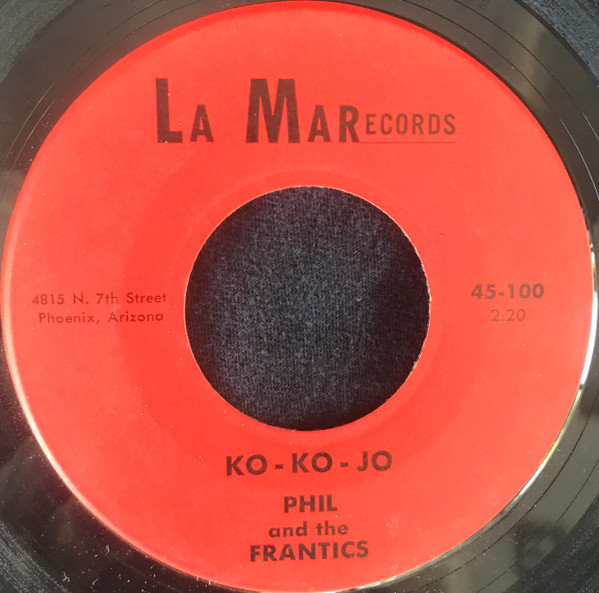 LA MARECORDS
4815 N. 7th Street
Phoenix, Arizona
45-100
2:20
KO-KO-JO
PHIL
and the
FRANTICS